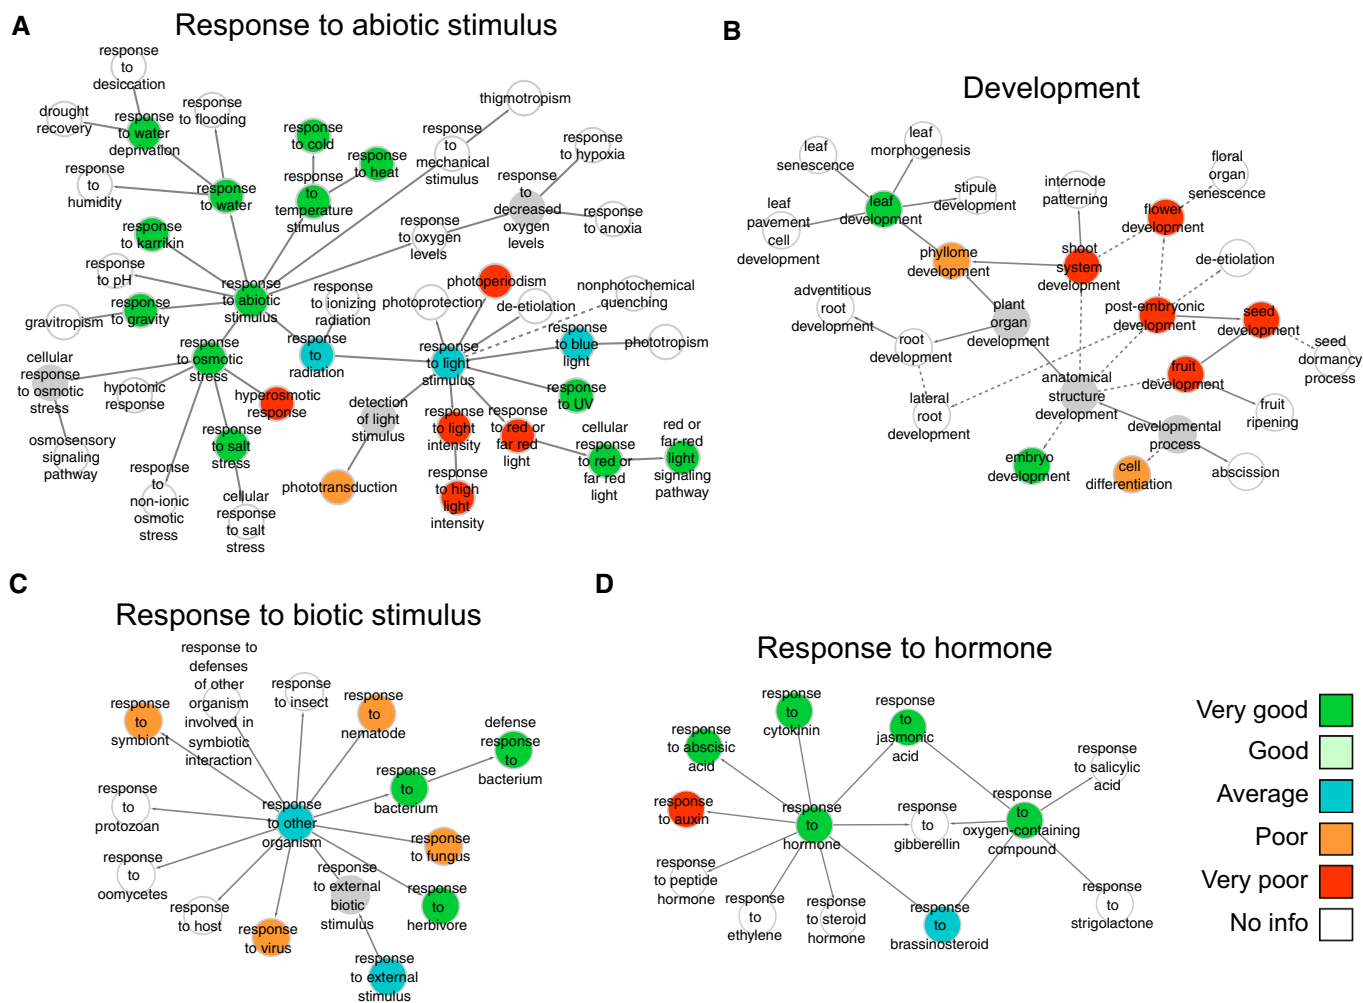 A
Response to abiotic stimulus
response
to
desiccation
drought
recovery
response
to water
deprivation
response
to flooding
response
to
humidity
response
to water
response
to cold
response
to heat
response
to
temperature
stimulus
response
to
mechanical
stimulus
thigmotropism
response
to hypoxia
response
to
decreased
oxygen
levels
response
to anoxia
response
to oxygen
levels
response
to karrikin
response
to pH
response
to gravity
gravitropism
response
to abiotic
stimulus
response
to ionizing
radiation
response
to
radiation
photoprotection
photoperiodism
de-etiolation
nonphotochemical
quenching
response
to blue
light
phototropism
response
to light
stimulus
response
to UV
cellular
response
to osmotic
stress
response
to osmotic
stress
hypotonic
response
hyperosmotic
response
osmosensory
signaling
pathway
response
to salt
stress
response
to
non-ionic
osmotic
stress
cellular
response
to salt
stress
detection
of light
stimulus
phototransduction
response
to light
intensity
response
to high
light
intensity
response
to red or
far red
light
cellular
response
to red or
far red
light
red or
far-red
light
signaling
pathway
B
Development
leaf
senescence
leaf
morphogenesis
leaf
development
stipule
development
leaf
pavement
cell
development
phyllome
development
internode
patterning
shoot
system
development
flower
development
floral
organ
senescence
de-etiolation
adventitious
root
development
plant
organ
development
post-embryonic
development
seed
development
seed
dormancy
process
root
development
anatomical
structure
development
fruit
development
fruit
ripening
lateral
root
development
developmental
process
embryo
development
cell
differentiation
abscission
C
Response to biotic stimulus
response to
defenses
of other
organism
involved in
symbiotic
interaction
response
to
symbiont
response
to insect
response
to
nematode
defense
response
to
bacterium
response
to
bacterium
response
to
protozoan
response
to other
organism
response
to fungus
response
to
oomycetes
response
to host
response
to virus
response
to external
biotic
stimulus
response
to
herbivore
response
to external
stimulus
D
Response to hormone
response
to
cytokinin
response
to abscisic
acid
response
to
jasmonic
acid
response
to salicylic
acid
response
to auxin
response
to
hormone
response
to
gibberellin
response
to
oxygen-containing
compound
response
to peptide
hormone
response
to
ethylene
response
to steroid
hormone
response
to
brassinosteroid
response
to
strigolactone
Very good
Good
Average
Poor
Very poor
No info